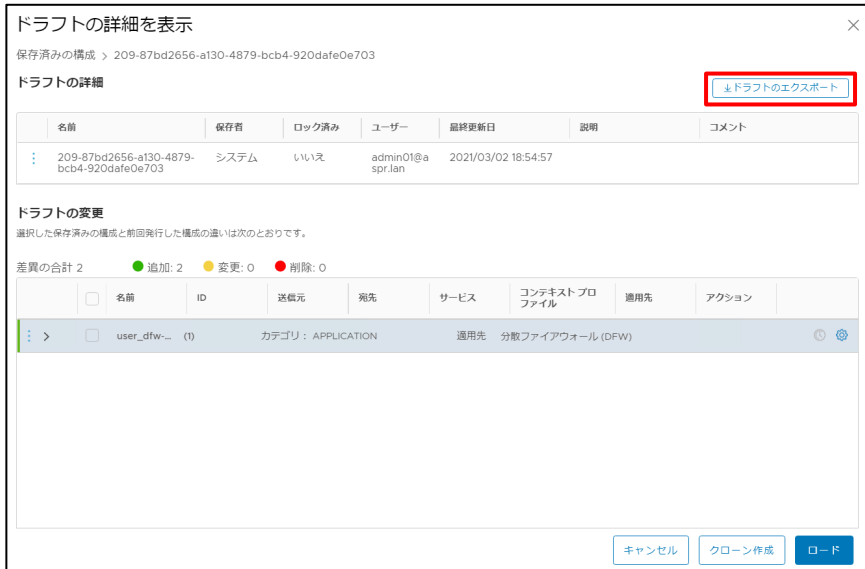 ドラフトの詳細を表示
保存済みの構成 > 209-87bd2656-a130-4879-bcb4-920dafe0e703
ドラフトの詳細
ドラフトのエクスポート
名前 保存者 ロック済み ユーザー 最終更新日 説明 コメント
209-87bd2656-a130-4879-bcb4-920dafe0e703 システム いいえ admin01@aspr.lan 2021/03/02 18:54:57
ドラフトの変更
選択した保存済みの構成と前回発行した構成の違いは次のとおりです。
差異の合計 2 追加: 2 変更: 0 削除: 0
名前 ID 送信元 宛先 サービス コンテキスト プロファイル 適用先 アクション
user_dfw-... (1) カテゴリ： APPLICATION 適用先 分散ファイアウォール (DFW)
キャンセル クローン作成 ロード